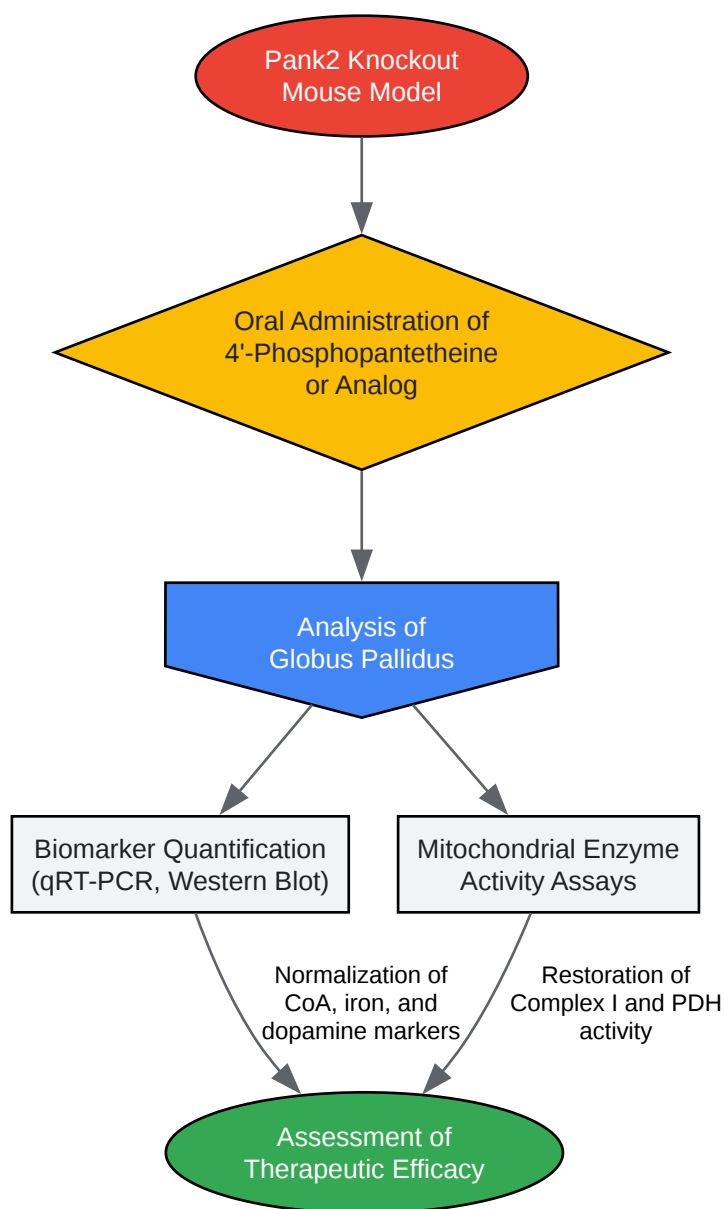 Pank2 Knockout
Mouse Model
Oral Administration of
4'-Phosphopantetheine
or Analog
Analysis of
Globus Pallidus
Biomarker Quantification
(qRT-PCR, Western Blot)
Mitochondrial Enzyme
Activity Assays
Normalization of
CoA, iron, and
dopamine markers
Restoration of
Complex I and PDH
activity
Assessment of
Therapeutic Efficacy